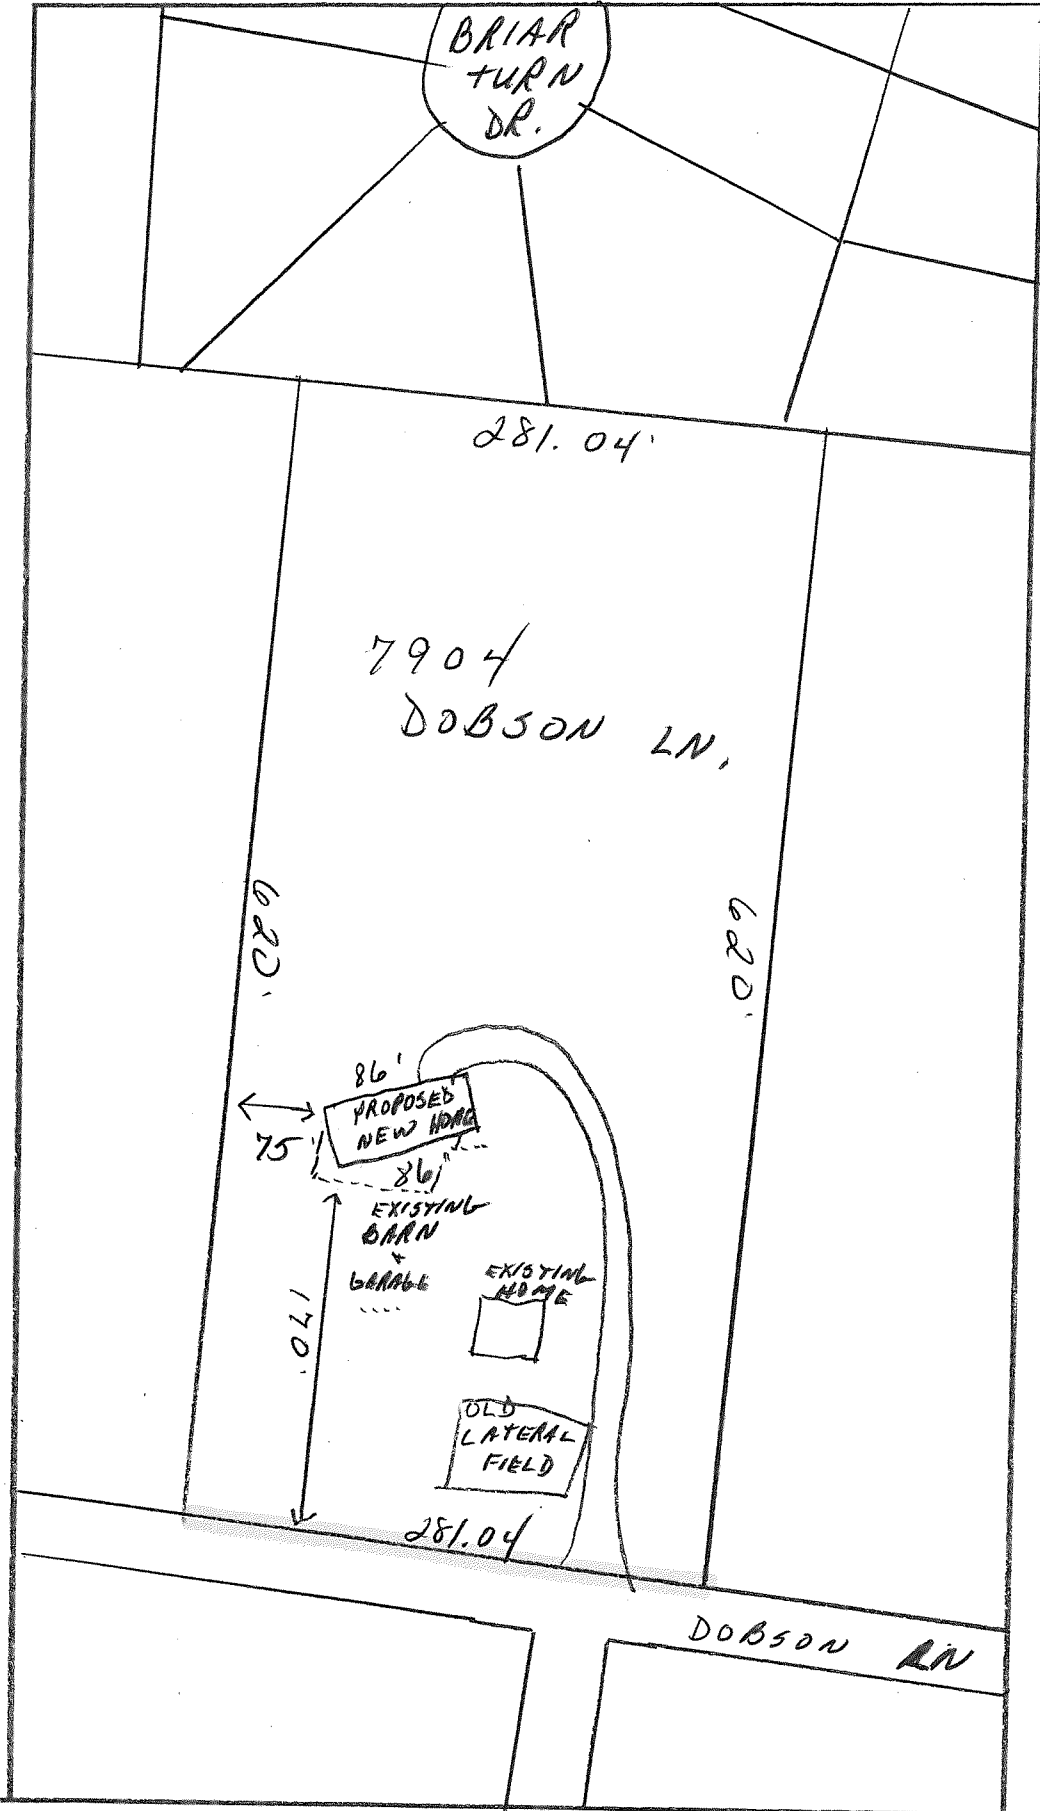 BRIAR
TURN
DR.
281.04'
7904
DOBSON LN.
620'
620'
86'
PROPOSED
NEW HOME
75'
86'
EXISTING
BARN
+
GARAGE
EXISTING
HOME
170'
OLD
LATERAL
FIELD
281.04
DOBSON LN